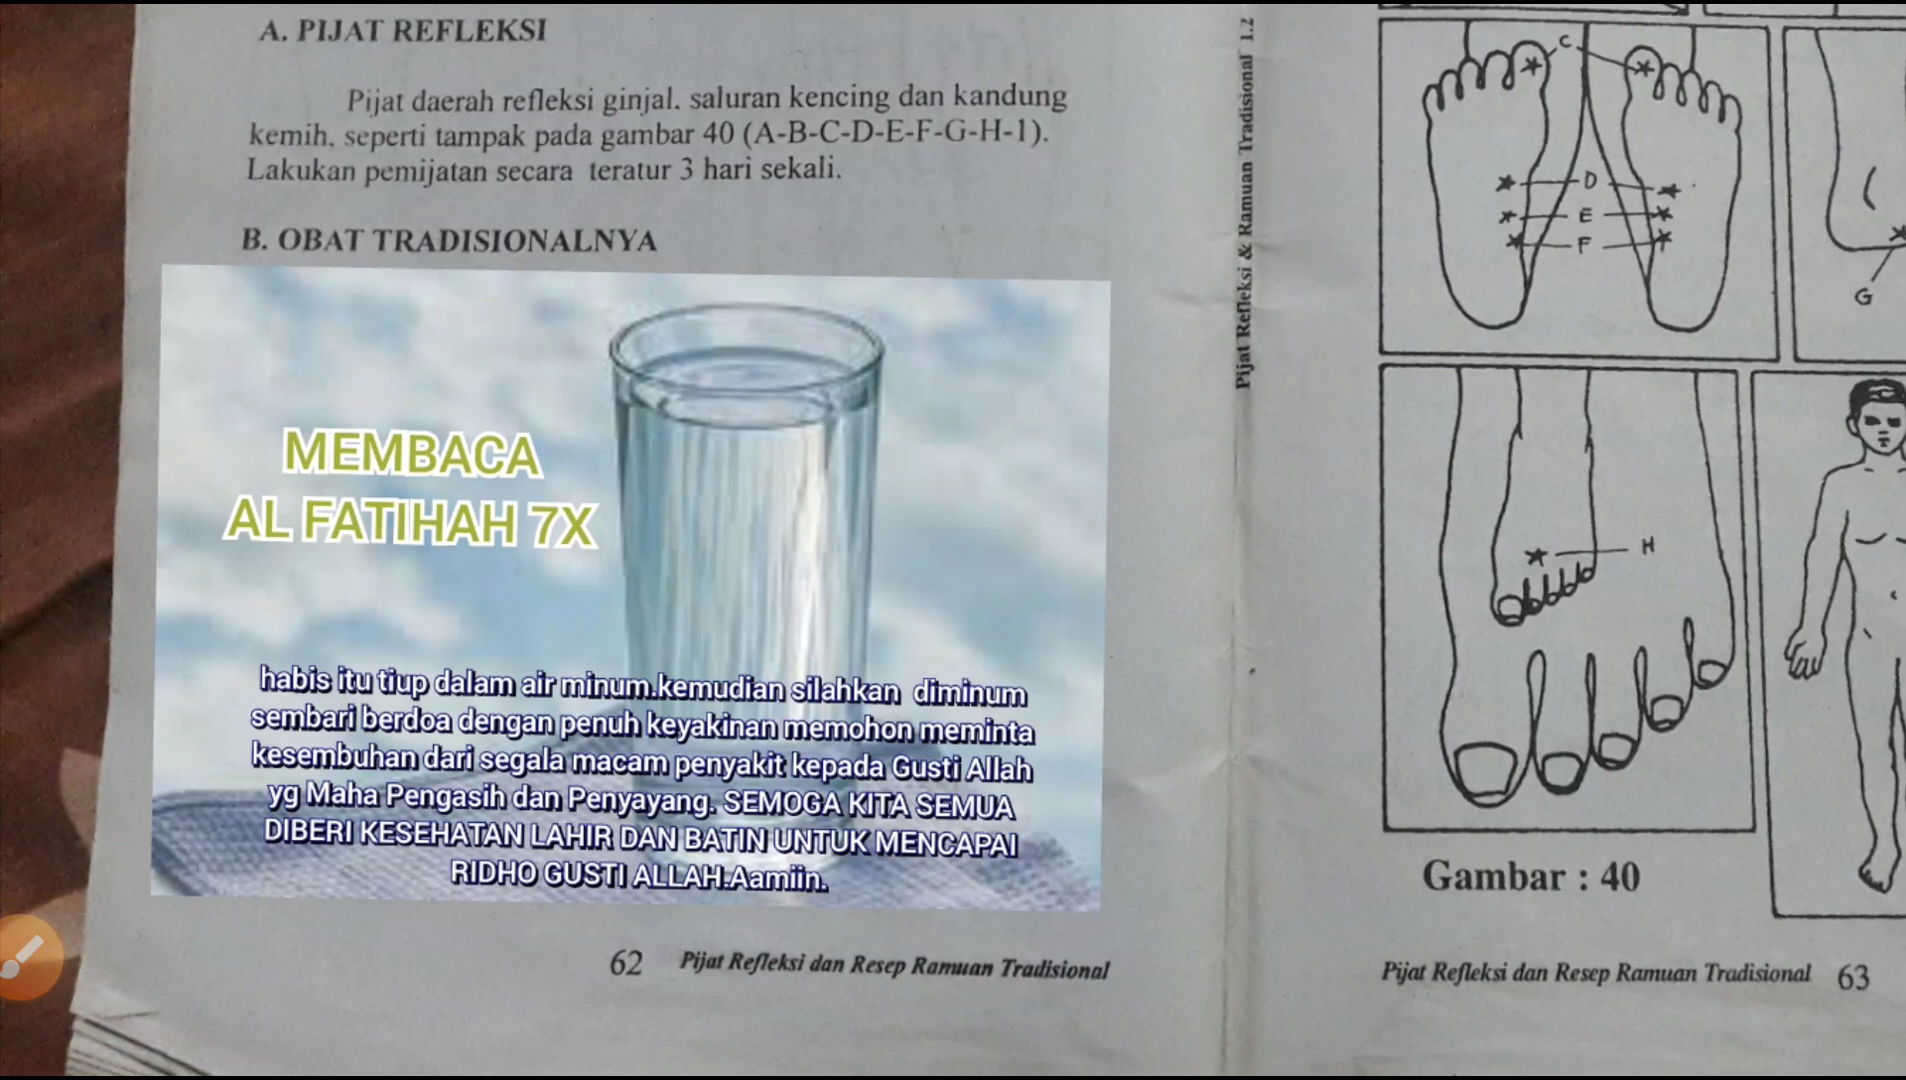 A. PIJAT REFLEKSI
Pijat daerah refleksi ginjal. saluran kencing dan kandung
kemih, seperti tampak pada gambar 40 (A-B-C-D-E-F-G-H-1).
Lakukan pemijatan secara teratur 3 hari sekali.
B. OBAT TRADISIONALNYA
MEMBACA
AL FATIHAH 7X
habis itu tiup dalam air minum.kemudian silahkan diminum
sembari berdoa dengan penuh keyakinan memohon meminta
kesembuhan dari segala macam penyakit kepada Gusti Allah
yg Maha Pengasih dan Penyayang. SEMOGA KITA SEMUA
DIBERI KESEHATAN LAHIR DAN BATIN UNTUK MENCAPAI
RIDHO GUSTI ALLAH.Aamiin.
62 Pijat Refleksi dan Resep Ramuan Tradisional
Pijat Refleksi & Ramuan Tradisional 1.2
C
D
E
F
G
H
Gambar : 40
Pijat Refleksi dan Resep Ramuan Tradisional 63